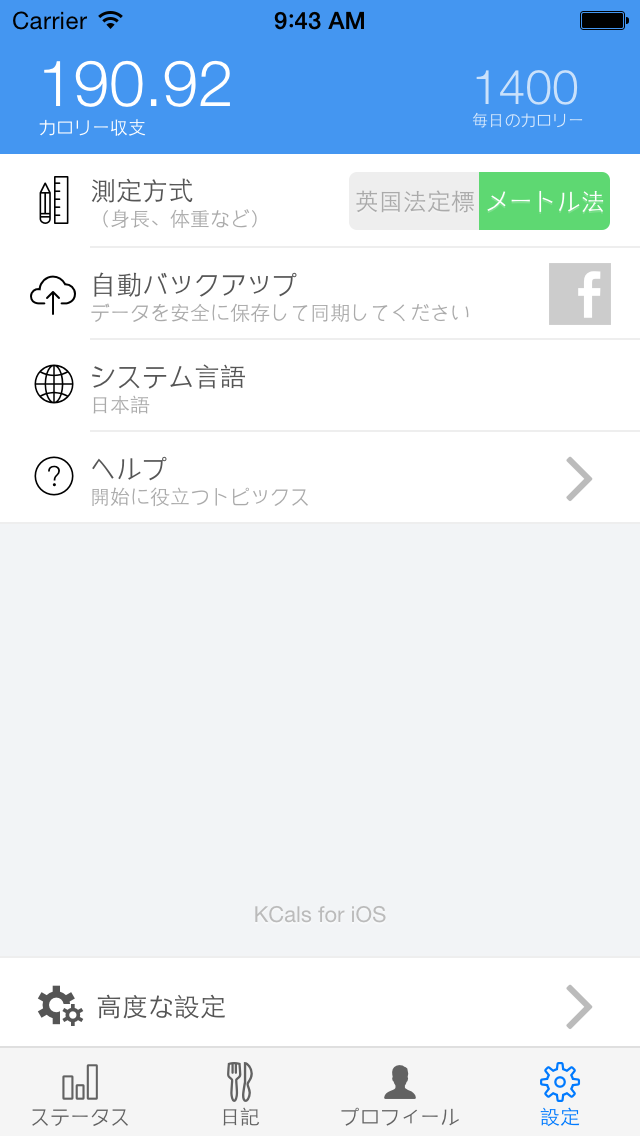 Carrier 9:43 AM
190.92
カロリー収支
1400
毎日のカロリー
測定方式
（身長、体重など）
英国法定標 メートル法
自動バックアップ
データを安全に保存して同期してください
システム言語
日本語
ヘルプ
開始に役立つトピックス
KCals for iOS
高度な設定
ステータス 日記 プロフィール 設定